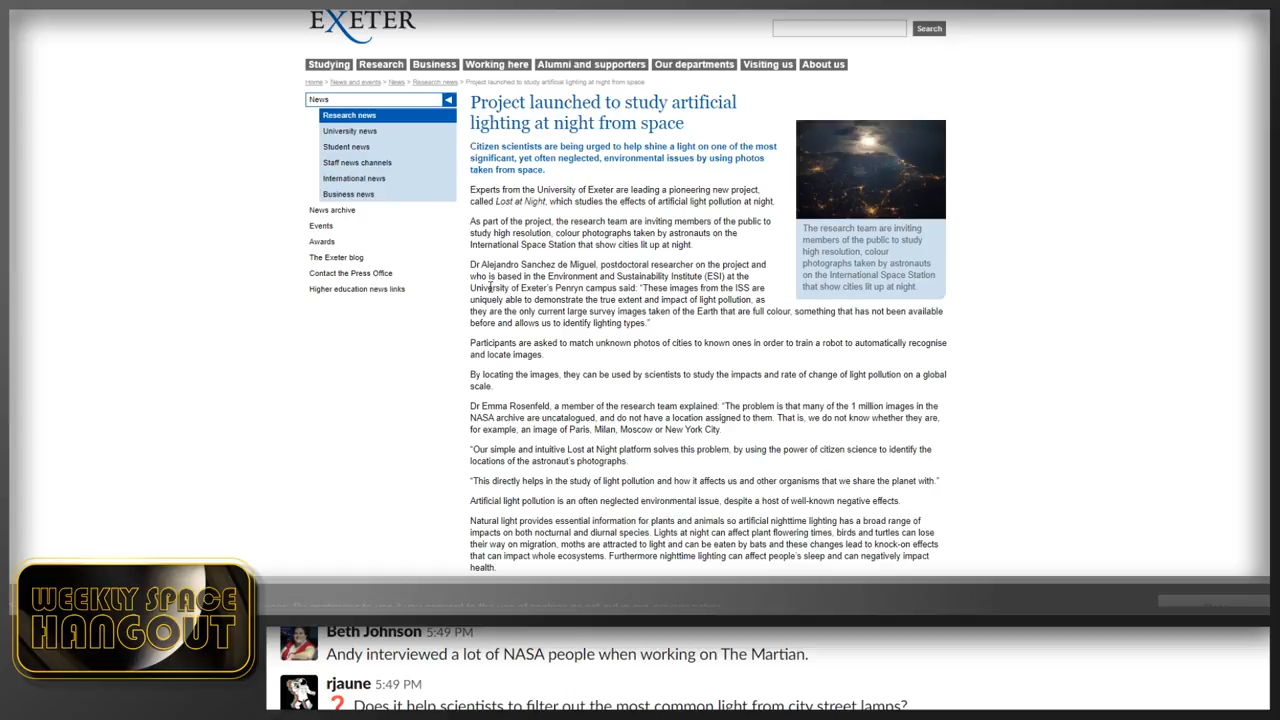 EXETER
Search
Studying Research Business Working here Alumni and supporters Our departments Visiting us About us
Home > News and events > News > Research news > Project launched to study artificial lighting at night from space
News
Research news
University news
Student news
Staff news channels
International news
Business news
News archive
Events
Awards
The Exeter blog
Contact the Press Office
Higher education news links
Project launched to study artificial
lighting at night from space
Citizen scientists are being urged to help shine a light on one of the most
significant, yet often neglected, environmental issues by using photos
taken from space.
Experts from the University of Exeter are leading a pioneering new project,
called Lost at Night, which studies the effects of artificial light pollution at night.
As part of the project, the research team are inviting members of the public to
study high resolution, colour photographs taken by astronauts on the
International Space Station that show cities lit up at night.
Dr Alejandro Sanchez de Miguel, postdoctoral researcher on the project and
who is based in the Environment and Sustainability Institute (ESI) at the
University of Exeter's Penryn campus said: “These images from the ISS are
uniquely able to demonstrate the true extent and impact of light pollution, as
they are the only current large survey images taken of the Earth that are full colour, something that has not been available
before and allows us to identify lighting types.”
Participants are asked to match unknown photos of cities to known ones in order to train a robot to automatically recognise
and locate images.
By locating the images, they can be used by scientists to study the impacts and rate of change of light pollution on a global
scale.
Dr Emma Rosenfeld, a member of the research team explained: “The problem is that many of the 1 million images in the
NASA archive are uncatalogued, and do not have a location assigned to them. That is, we do not know whether they are,
for example, an image of Paris, Milan, Moscow or New York City.
“Our simple and intuitive Lost at Night platform solves this problem, by using the power of citizen science to identify the
locations of the astronaut's photographs.
“This directly helps in the study of light pollution and how it affects us and other organisms that we share the planet with.”
Artificial light pollution is an often neglected environmental issue, despite a host of well-known negative effects.
Natural light provides essential information for plants and animals so artificial nighttime lighting has a broad range of
impacts on both nocturnal and diurnal species. Lights at night can affect plant flowering times, birds and turtles can lose
their way on migration, moths are attracted to light and can be eaten by bats and these changes lead to knock-on effects
that can impact whole ecosystems. Furthermore nighttime lighting can affect people's sleep and can negatively impact
health.
The research team are inviting
members of the public to study
high resolution, colour
photographs taken by astronauts
on the International Space Station
that show cities lit up at night.
WEEKLY SPACE
HANGOUT
Beth Johnson 5:49 PM
Andy interviewed a lot of NASA people when working on The Martian.
rjaune 5:49 PM
❓ Does it help scientists to filter out the most common light from city street lamps?